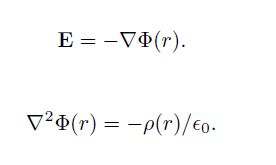 E = −∇Φ(r).
∇²Φ(r) = −ρ(r)/ϵ₀.